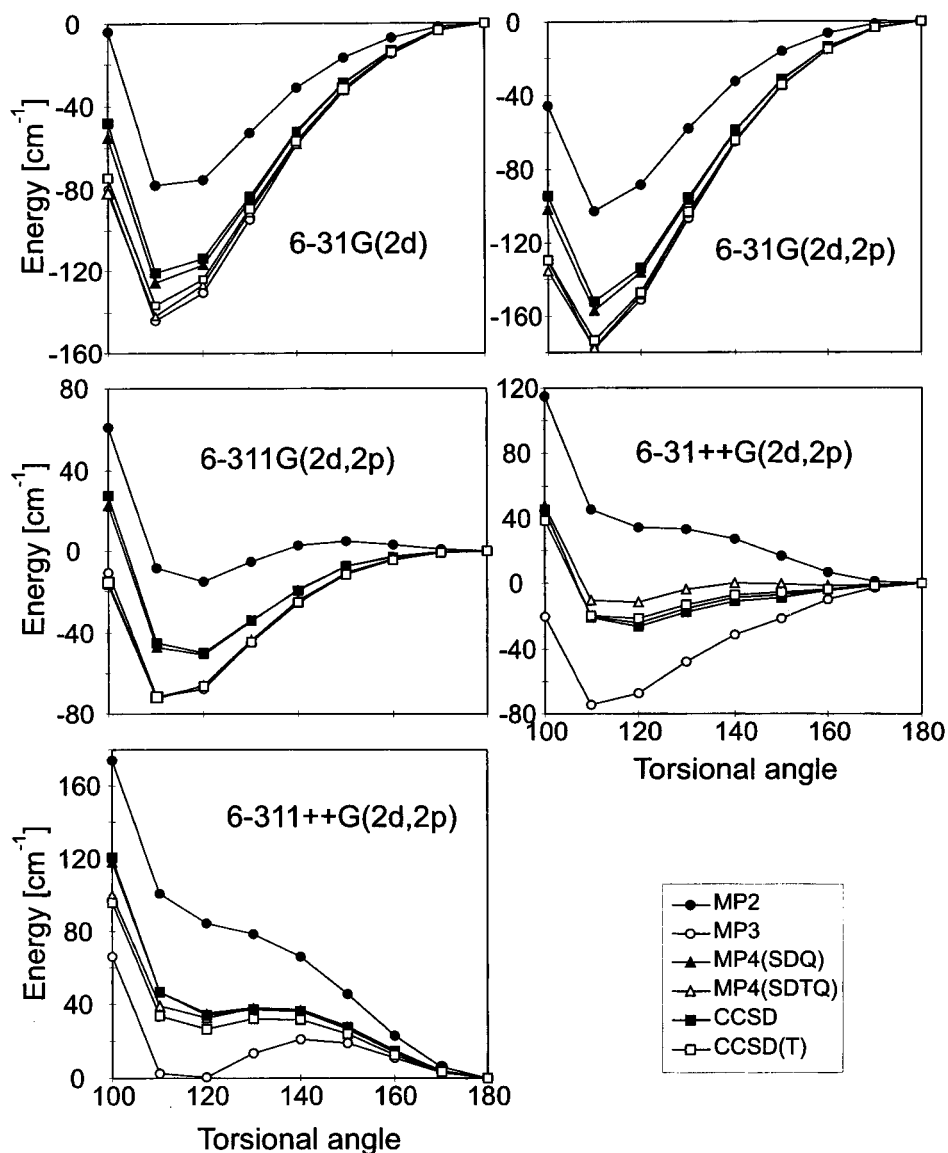 0
-40
-80
-120
-160
Energy [cm-1]
6-31G(2d)
0
-40
-80
-120
-160
Energy [cm-1]
6-31G(2d,2p)
80
40
0
-40
-80
Energy [cm-1]
6-311G(2d,2p)
120
80
40
0
-40
-80
6-31++G(2d,2p)
100 120 140 160 180
Torsional angle
160
120
80
40
0
Energy [cm-1]
6-311++G(2d,2p)
100 120 140 160 180
Torsional angle
MP2
MP3
MP4(SDQ)
MP4(SDTQ)
CCSD
CCSD(T)